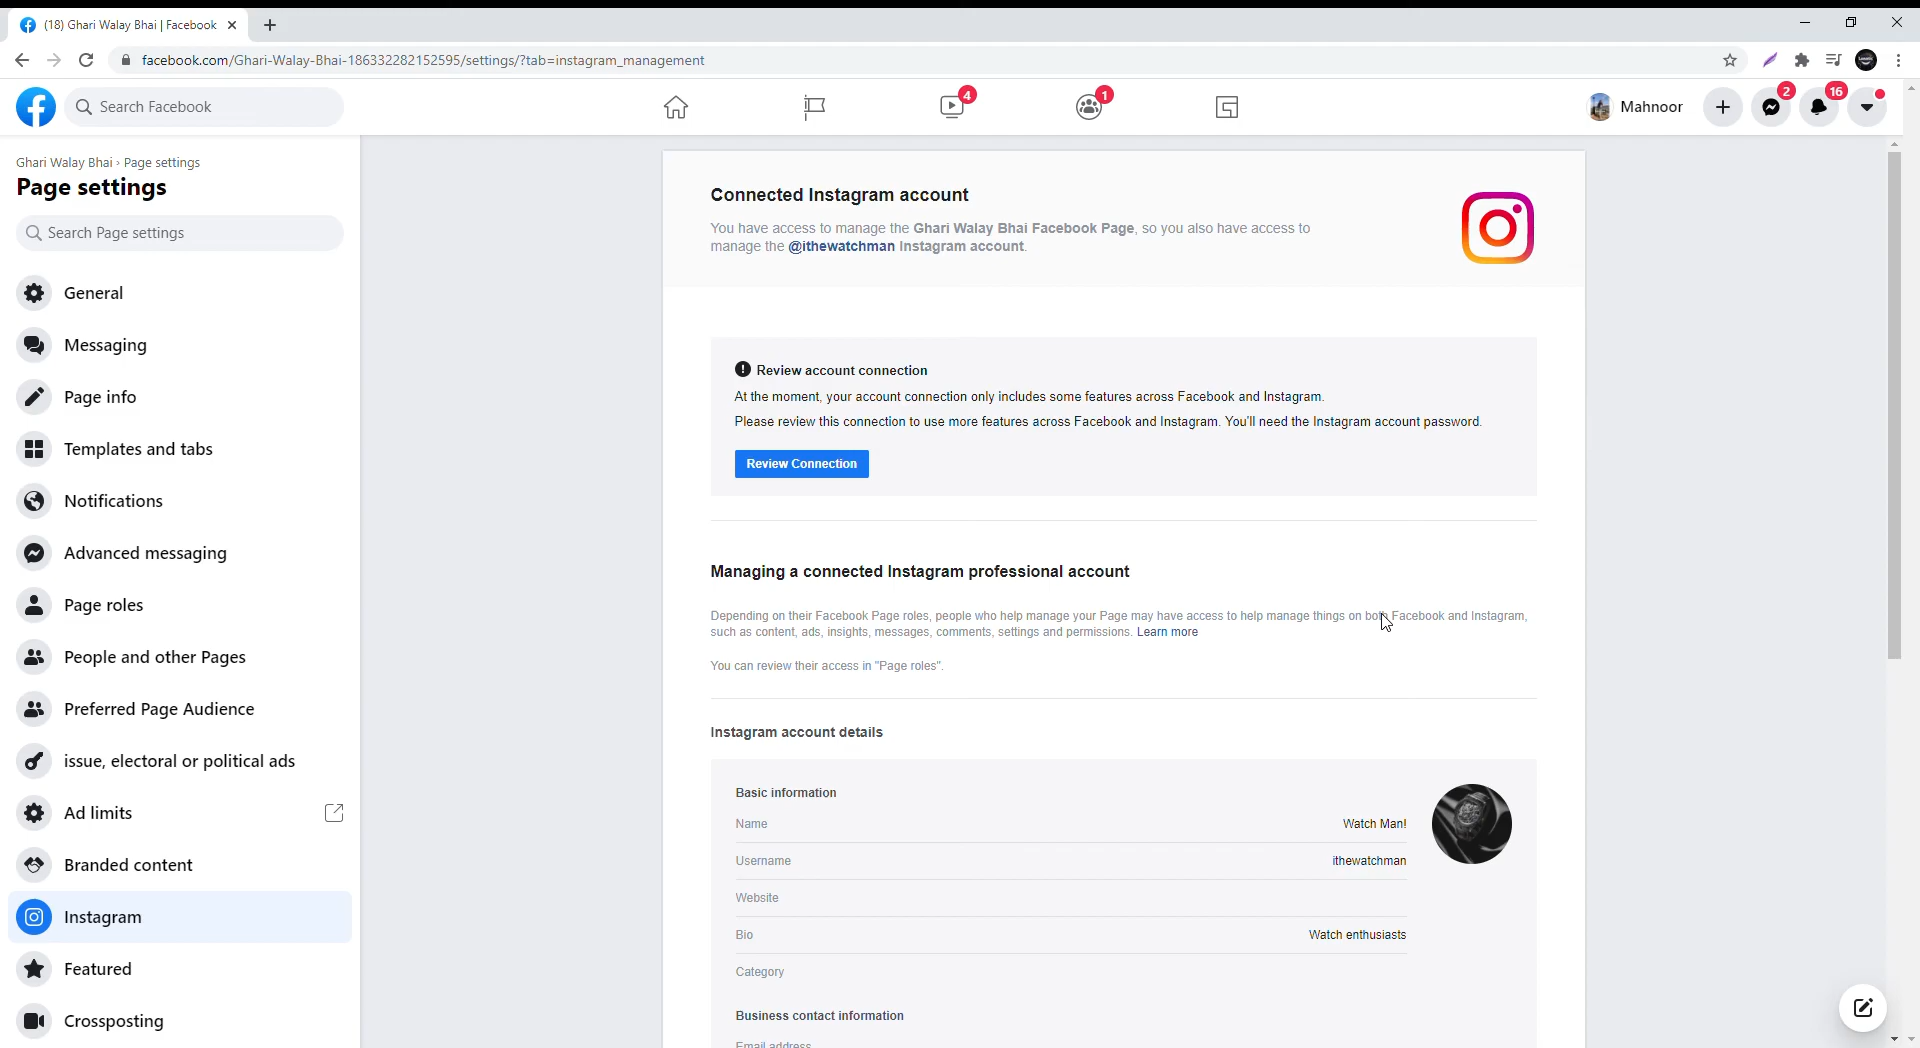 (18) Ghari Walay Bhai | Facebook
facebook.com/Ghari-Walay-Bhai-186332282152595/settings/?tab=instagram_management
Search Facebook
4
1
Mahnoor
2
16
Ghari Walay Bhai › Page settings
Page settings
Search Page settings
General
Messaging
Page info
Templates and tabs
Notifications
Advanced messaging
Page roles
People and other Pages
Preferred Page Audience
issue, electoral or political ads
Ad limits
Branded content
Instagram
Featured
Crossposting
Connected Instagram account
You have access to manage the Ghari Walay Bhai Facebook Page, so you also have access to
manage the @ithewatchman Instagram account.
Review account connection
At the moment, your account connection only includes some features across Facebook and Instagram.
Please review this connection to use more features across Facebook and Instagram. You'll need the Instagram account password.
Review Connection
Managing a connected Instagram professional account
Depending on their Facebook Page roles, people who help manage your Page may have access to help manage things on both Facebook and Instagram,
such as content, ads, insights, messages, comments, settings and permissions. Learn more
You can review their access in "Page roles".
Instagram account details
Basic information
Name Watch Man!
Username ithewatchman
Website
Bio Watch enthusiasts
Category
Business contact information
Email address